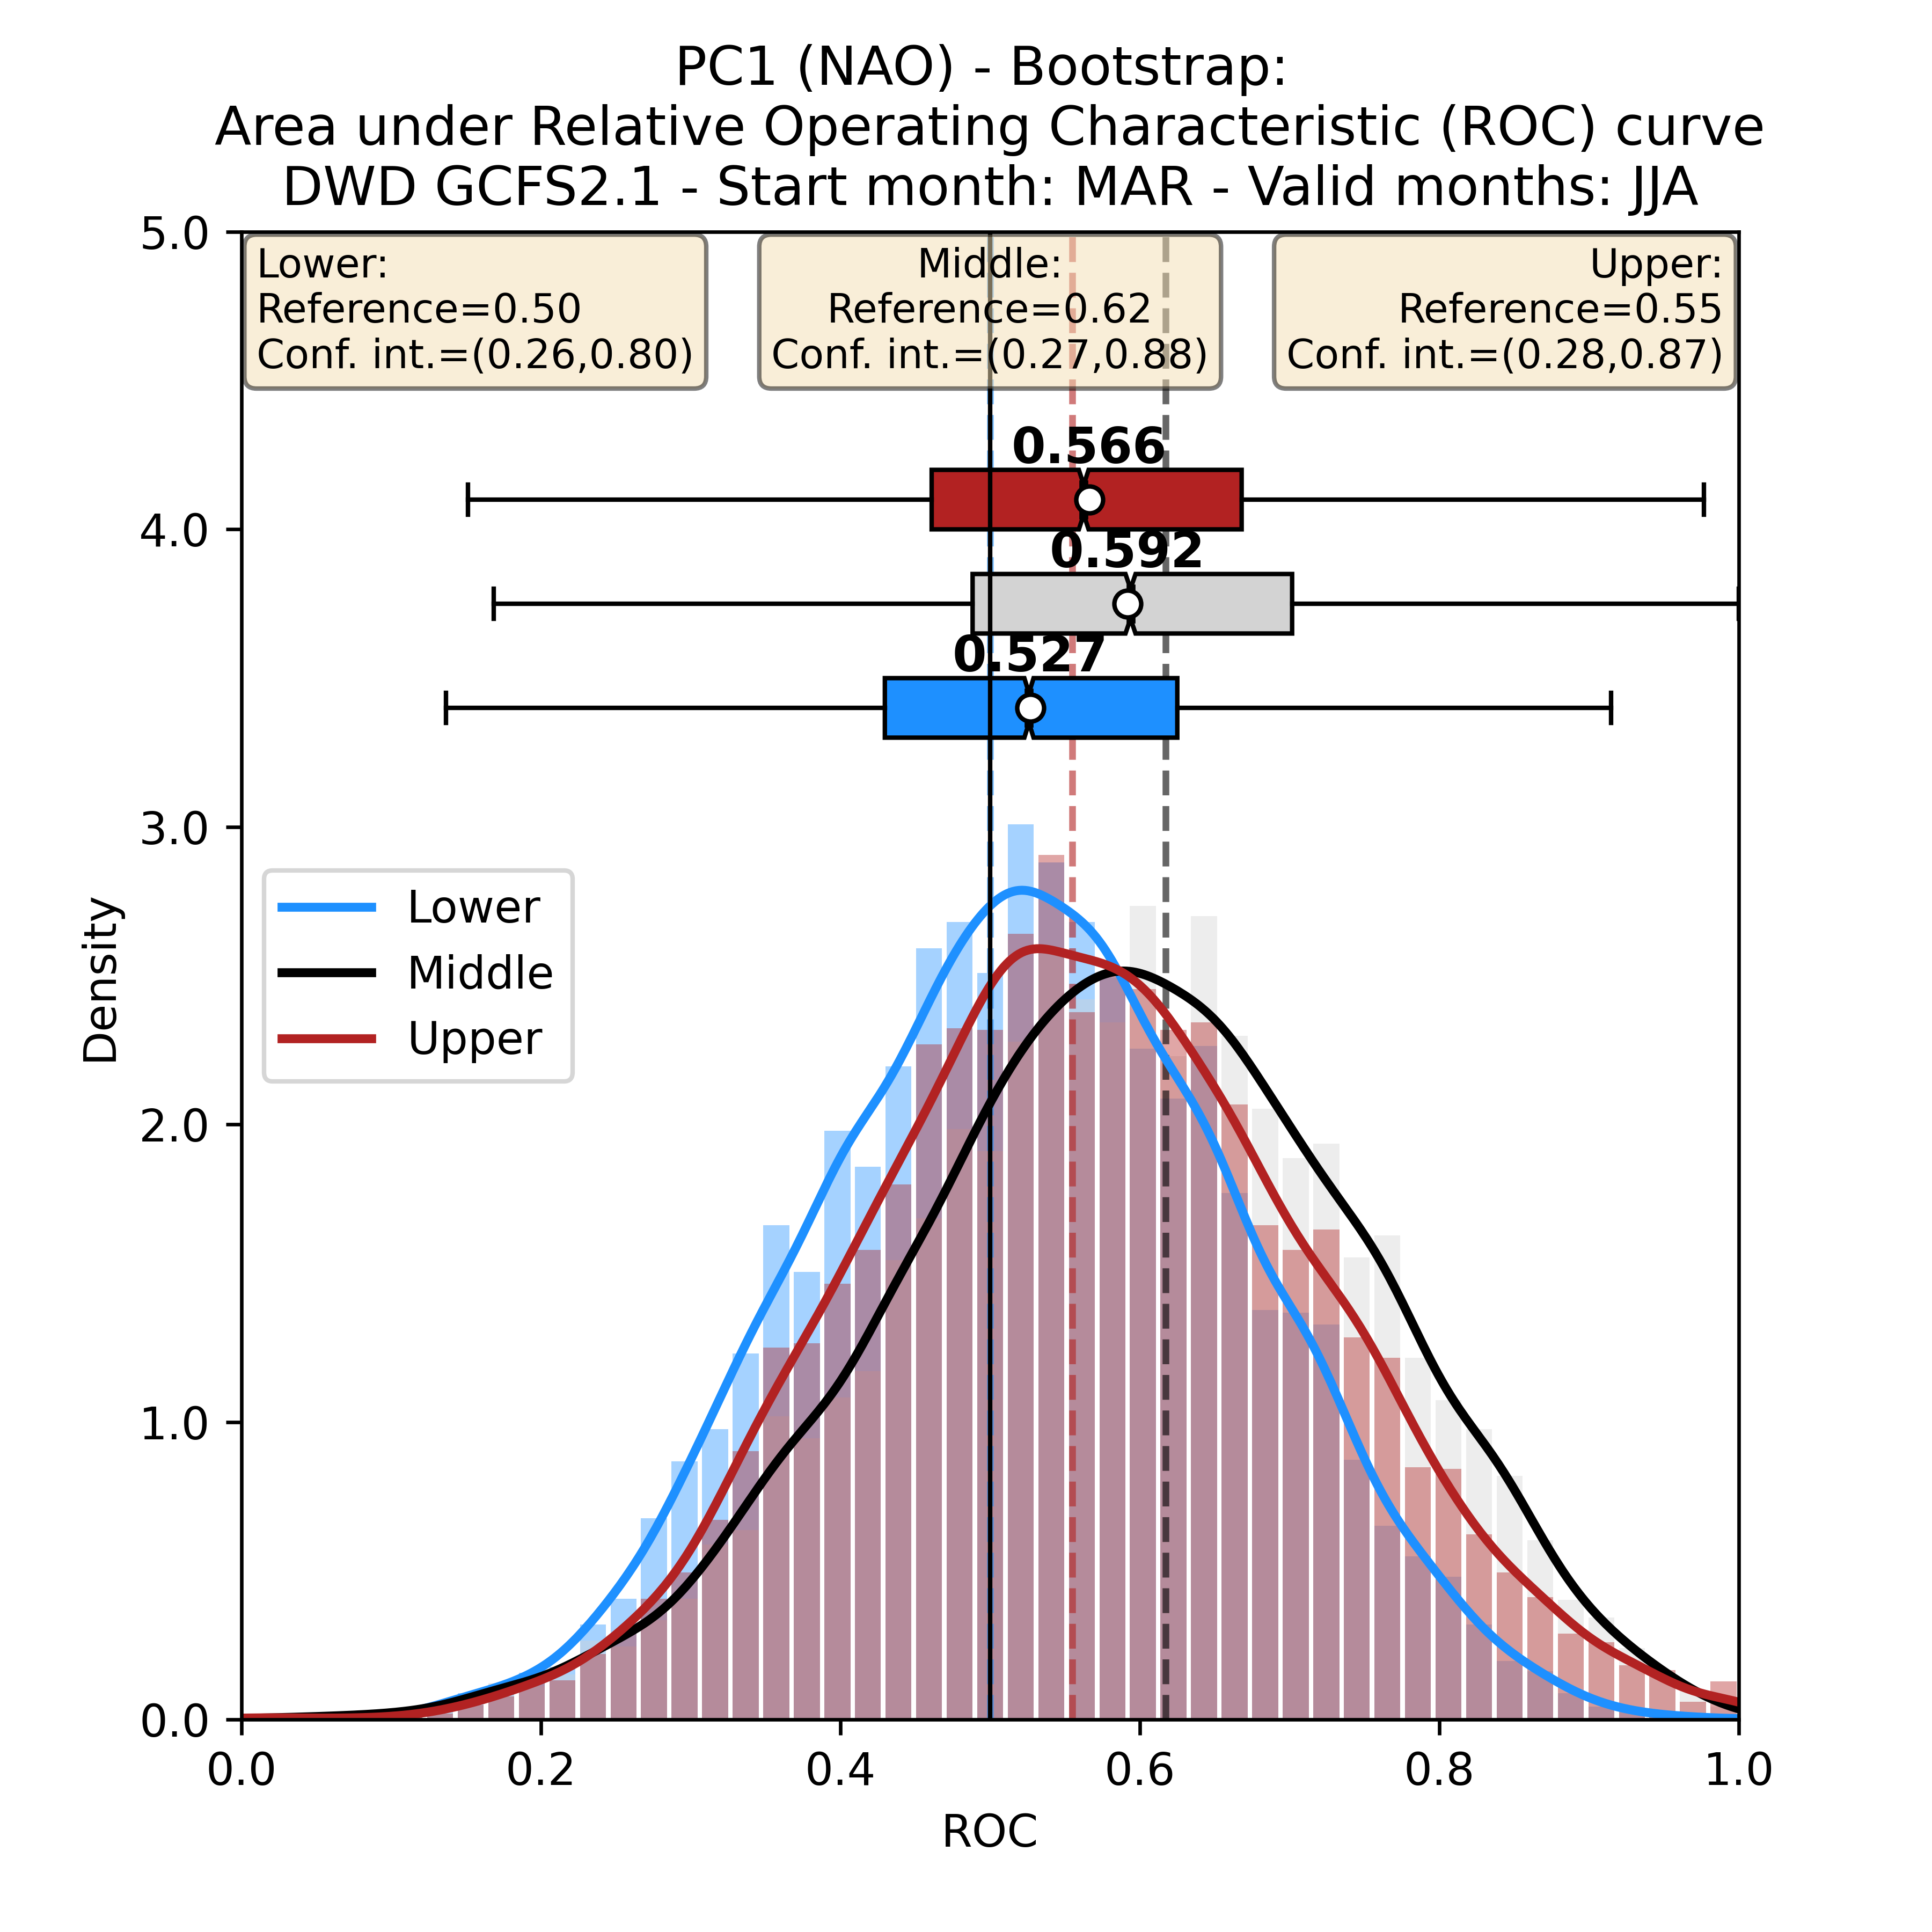 PC1 (NAO) - Bootstrap:
Area under Relative Operating Characteristic (ROC) curve
DWD GCFS2.1 - Start month: MAR - Valid months: JJA
Lower:
Reference=0.50
Conf. int.=(0.26,0.80)
Middle:
Reference=0.62
Conf. int.=(0.27,0.88)
Upper:
Reference=0.55
Conf. int.=(0.28,0.87)
0.566
0.592
0.527
5.0
4.0
3.0
2.0
1.0
0.0
Density
Lower
Middle
Upper
0.0 0.2 0.4 0.6 0.8 1.0
ROC